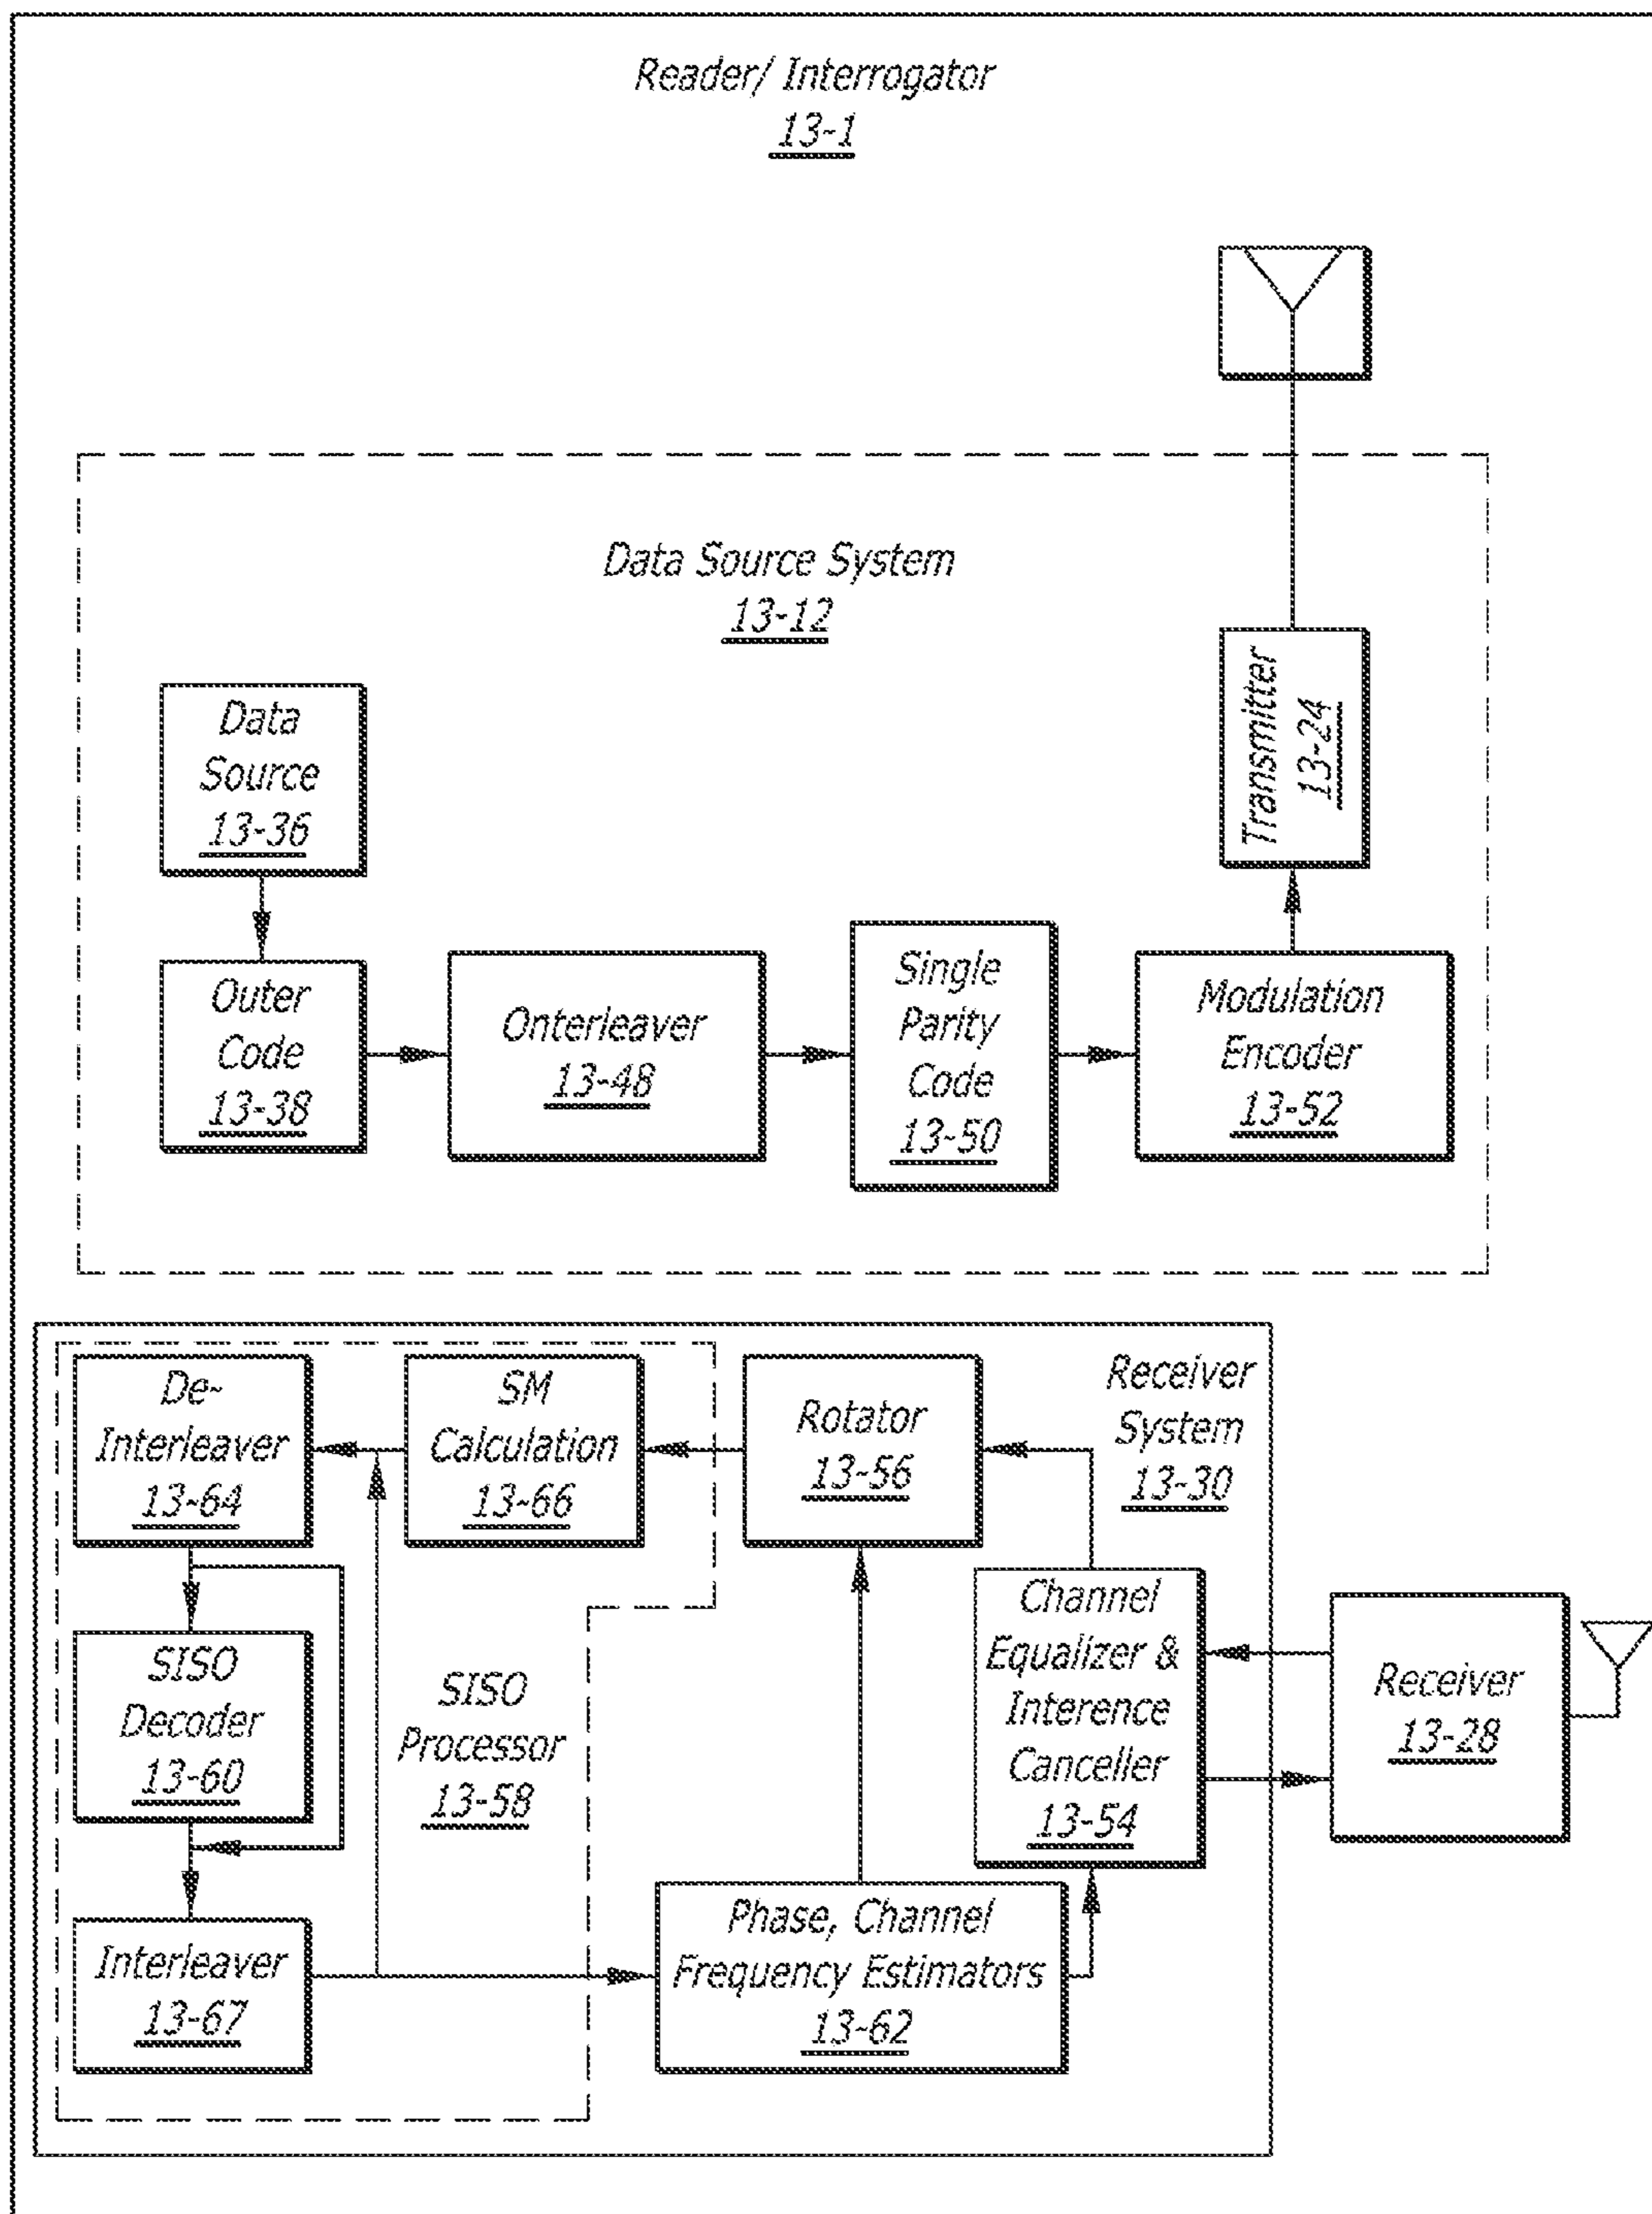 Reader/ Interrogator
13-1
Data Source System
13-12
Data
Source
13-36
Outer
Code
13-38
Onterleaver
13-48
Single
Parity
Code
13-50
Modulation
Encoder
13-52
Transmitter
13-24
De-
Interleaver
13-64
SM
Calculation
13-66
Rotator
13-56
Receiver
System
13-30
SISO
Decoder
13-60
SISO
Processor
13-58
Channel
Equalizer &
Interence
Canceller
13-54
Receiver
13-28
Interleaver
13-67
Phase, Channel
Frequency Estimators
13-62